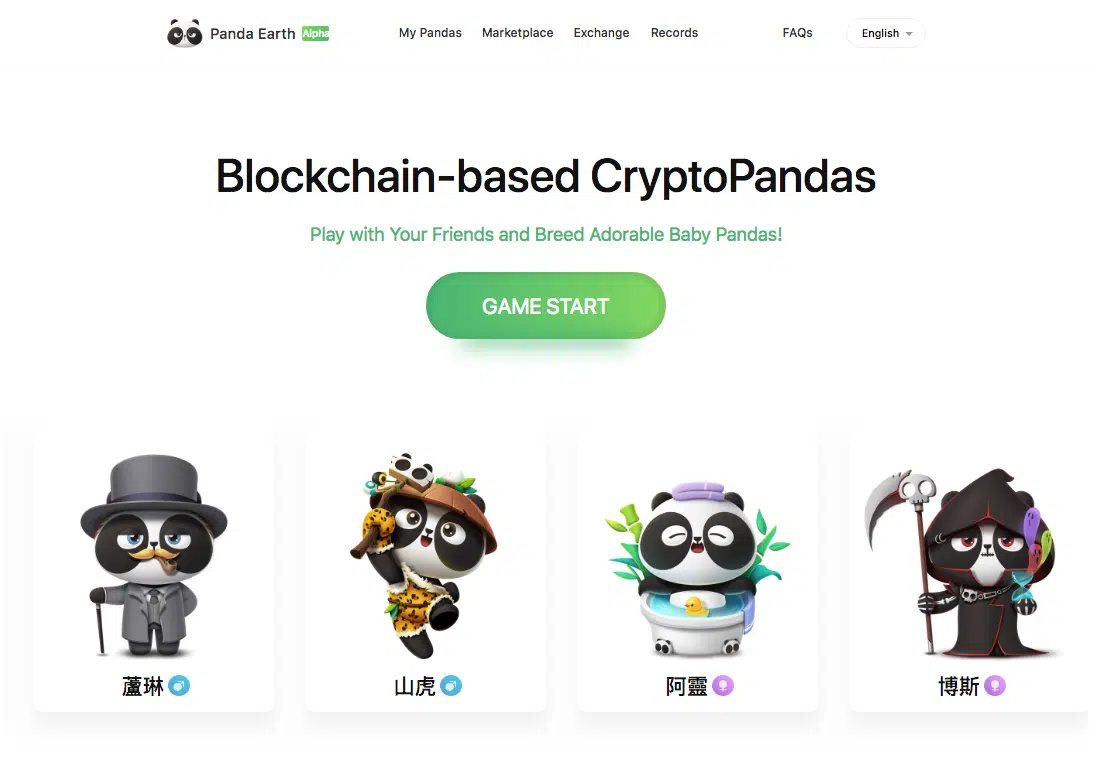 Panda Earth Alpha My Pandas Marketplace Exchange Records FAQs English
Blockchain-based CryptoPandas
Play with Your Friends and Breed Adorable Baby Pandas!
GAME START
蘆琳 山虎 阿靈 博斯